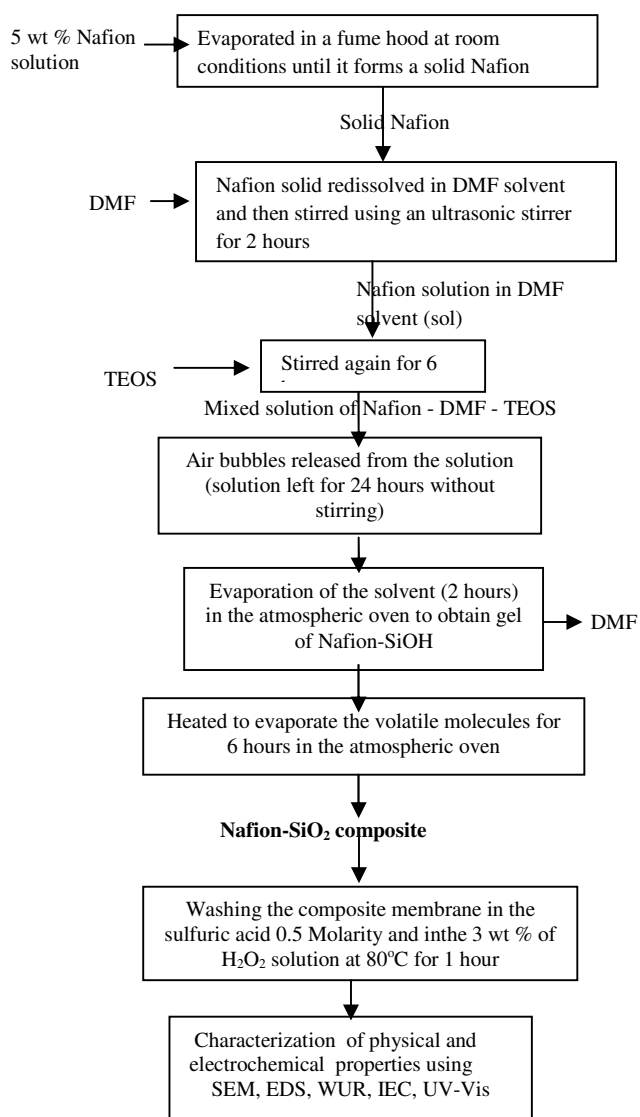 5 wt % Nafion
solution
Evaporated in a fume hood at room
conditions until it forms a solid Nafion
Solid Nafion
DMF
Nafion solid redissolved in DMF solvent
and then stirred using an ultrasonic stirrer
for 2 hours
Nafion solution in DMF
solvent (sol)
TEOS
Stirred again for 6
Mixed solution of Nafion - DMF - TEOS
Air bubbles released from the solution
(solution left for 24 hours without
stirring)
Evaporation of the solvent (2 hours)
in the atmospheric oven to obtain gel
of Nafion-SiOH
DMF
Heated to evaporate the volatile molecules for
6 hours in the atmospheric oven
Nafion-SiO₂ composite
Washing the composite membrane in the
sulfuric acid 0.5 Molarity and inthe 3 wt % of
H₂O₂ solution at 80°C for 1 hour
Characterization of physical and
electrochemical properties using
SEM, EDS, WUR, IEC, UV-Vis